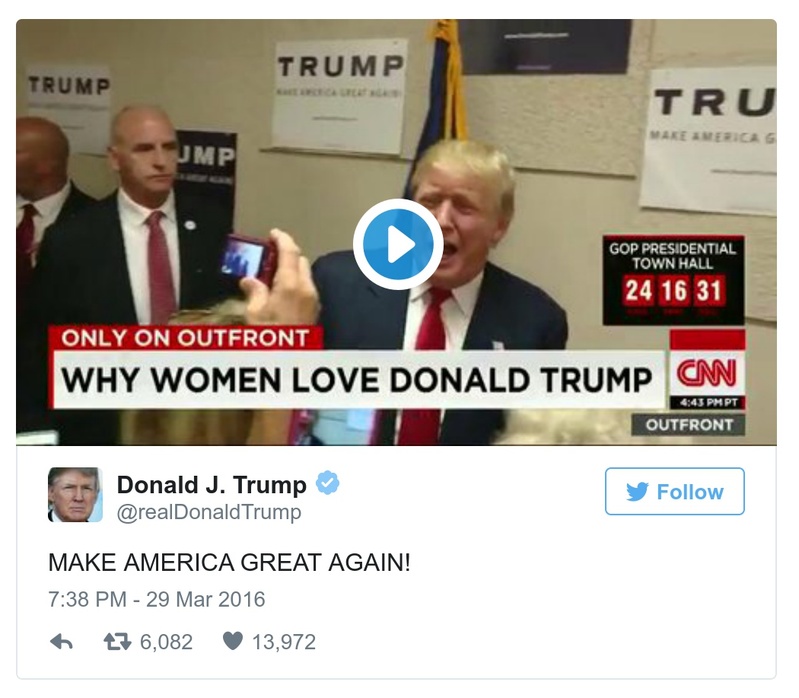 TRUMP
TRUMP
MAKE AMERICA GREAT AGAIN!
TRU
MAKE AMERICA G
UMP
GOP PRESIDENTIAL
TOWN HALL
24 16 31
ONLY ON OUTFRONT
WHY WOMEN LOVE DONALD TRUMP
CNN
4:43 PM PT
OUTFRONT
Donald J. Trump
@realDonaldTrump
Follow
MAKE AMERICA GREAT AGAIN!
7:38 PM - 29 Mar 2016
6,082
13,972